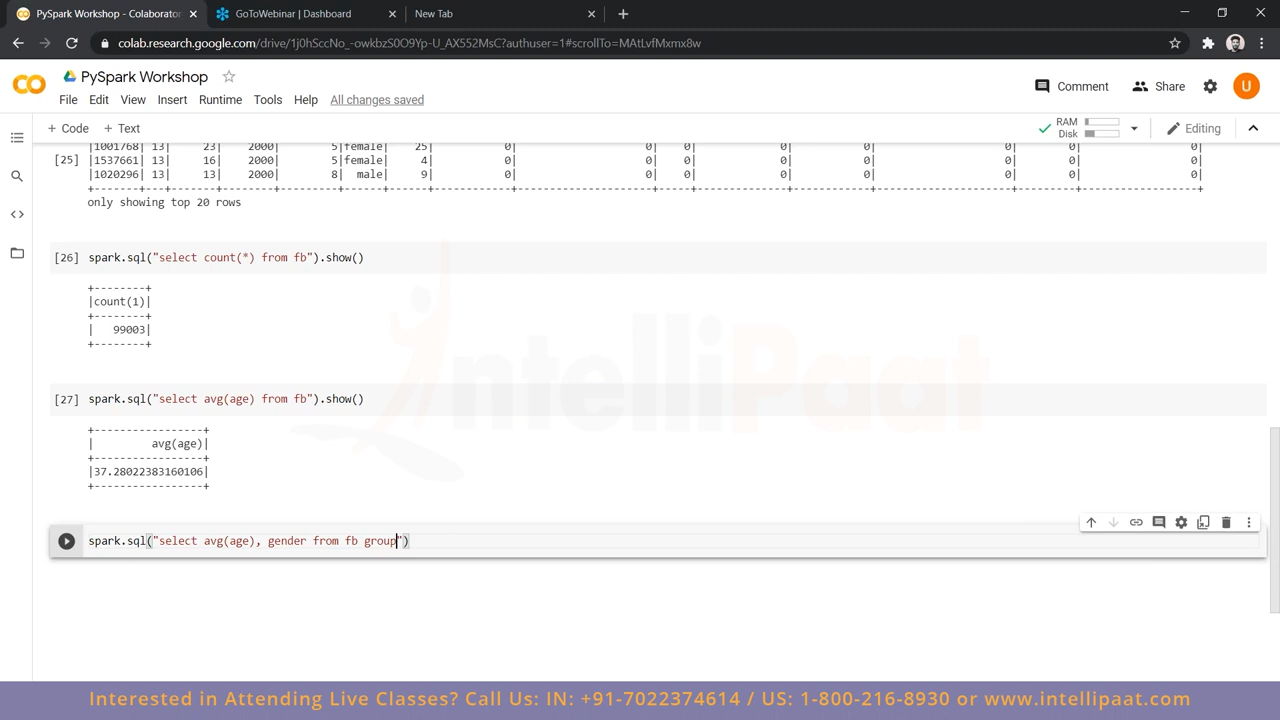 PySpark Workshop - Colaborator
GoToWebinar | Dashboard
New Tab
colab.research.google.com/drive/1j0hSccNo_-owkbzS0O9Yp-U_AX552MsC?authuser=1#scrollTo=MAtLvfMxmx8w
PySpark Workshop
Comment
Share
U
File Edit View Insert Runtime Tools Help All changes saved
+ Code + Text
RAM
Disk
Editing
|1001768| 13| 23| 2000| 5|female| 25| 0| 0| 0| 0| 0| 0| 0|
[25] |1537661| 13| 16| 2000| 5|female| 4| 0| 0| 0| 0| 0| 0| 0|
|1020296| 13| 13| 2000| 8| male| 9| 0| 0| 0| 0| 0| 0| 0|
only showing top 20 rows
[26] spark.sql("select count(*) from fb").show()
+--------+
|count(1)|
+--------+
| 99003|
+--------+
intelliPaat
[27] spark.sql("select avg(age) from fb").show()
+-----------------+
| avg(age)|
+-----------------+
|37.28022383160106|
+-----------------+
spark.sql("select avg(age), gender from fb group")
Interested in Attending Live Classes? Call Us: IN: +91-7022374614 / US: 1-800-216-8930 or www.intellipaat.com